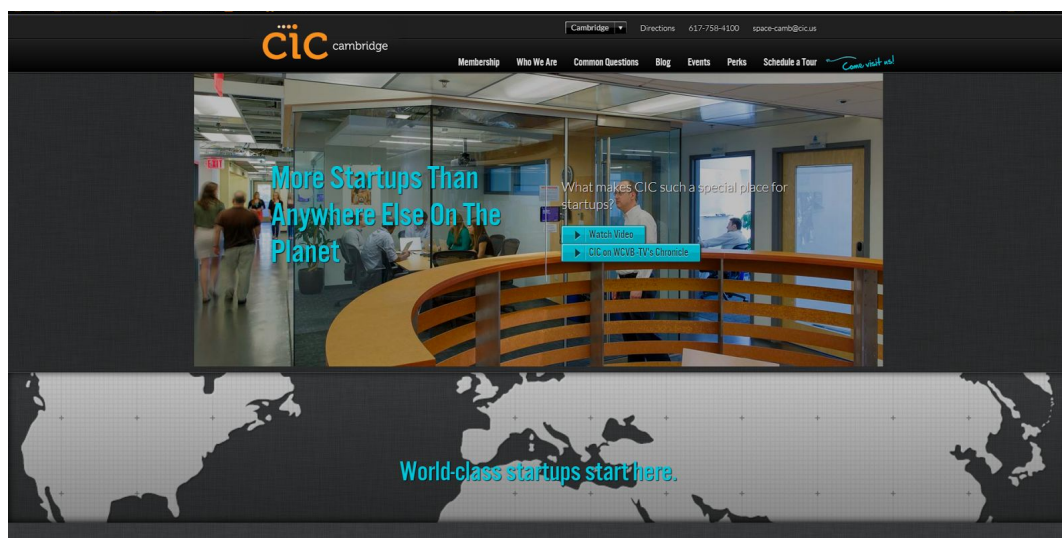 Cambridge
Directions
617-758-4100
space-camb@cic.us
CiC cambridge
Membership
Who We Are
Common Questions
Blog
Events
Perks
Schedule a Tour
Come visit us!
EXIT
More Startups Than
Anywhere Else On The
Planet
What makes CIC such a special place for
startups?
Watch Video
CIC on WCVB-TV's Chronicle
World-class startups start here.